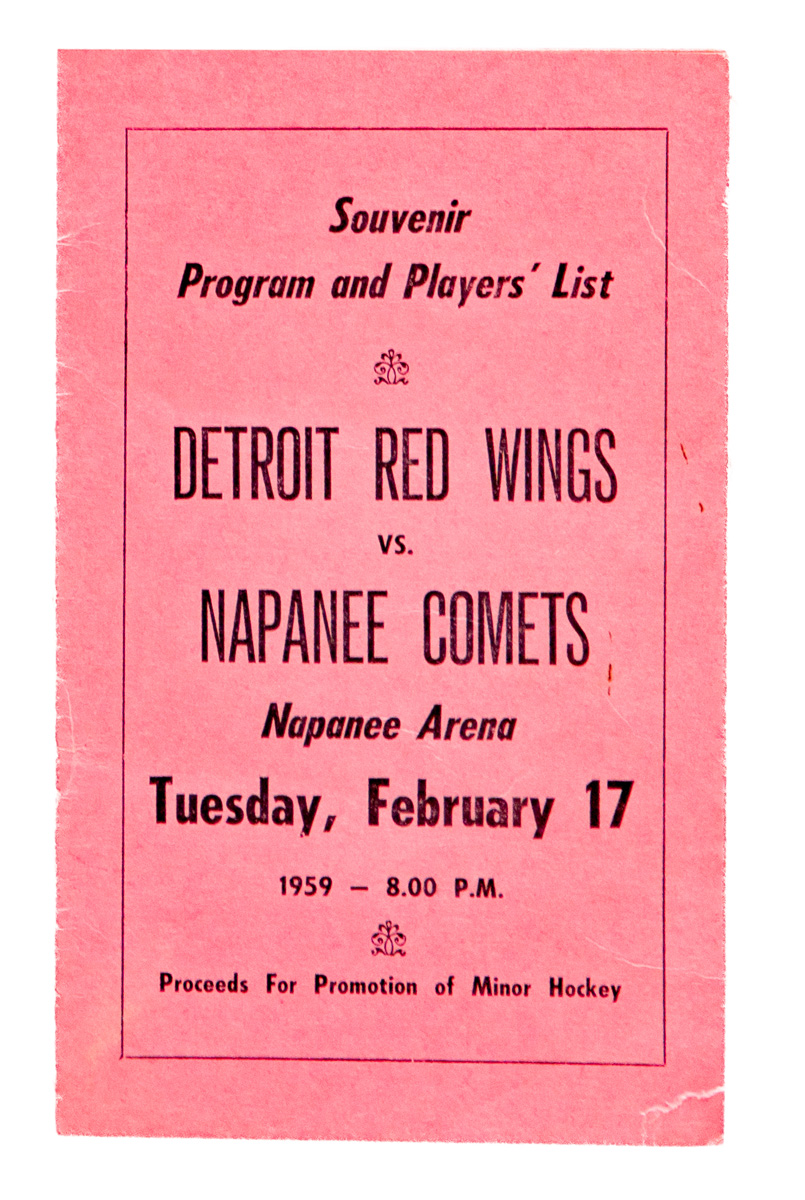 Souvenir
Program and Players' List
DETROIT RED WINGS
vs.
NAPANEE COMETS
Napanee Arena
Tuesday, February 17
1959 — 8.00 P.M.
Proceeds For Promotion of Minor Hockey